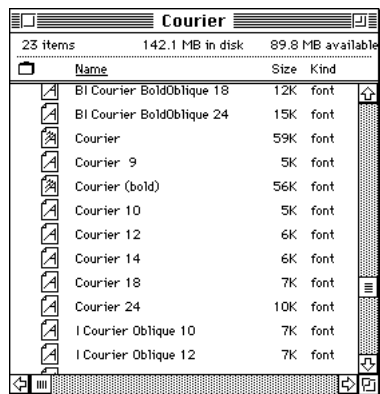 Courier
23 items 142.1 MB in disk 89.8 MB available
Name Size Kind
BI Courier BoldOblique 18 12K font
BI Courier BoldOblique 24 15K font
Courier 59K font
Courier 9 5K font
Courier (bold) 56K font
Courier 10 5K font
Courier 12 6K font
Courier 14 6K font
Courier 18 7K font
Courier 24 10K font
I Courier Oblique 10 7K font
I Courier Oblique 12 7K font